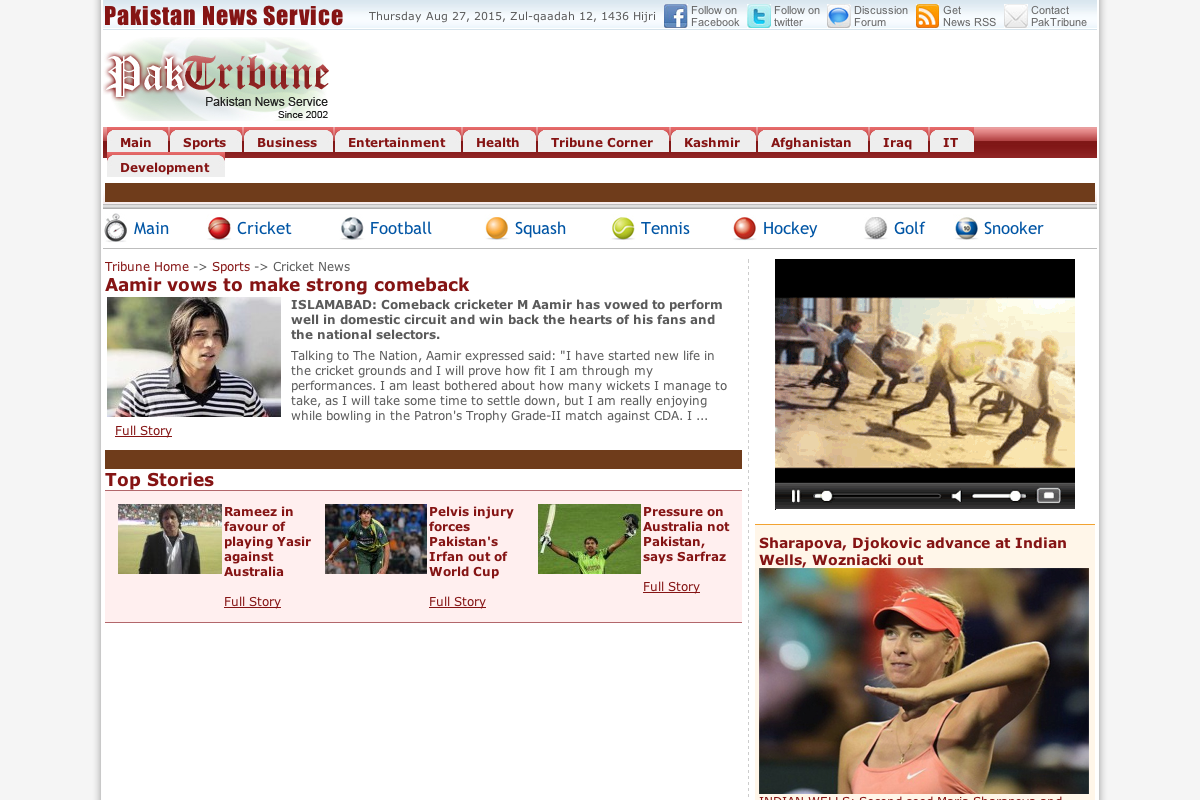 Pakistan News Service
Thursday Aug 27, 2015, Zul-qaadah 12, 1436 Hijri
Follow on
Facebook
Follow on
twitter
Discussion
Forum
Get
News RSS
Contact
PakTribune
PakTribune
Pakistan News Service
Since 2002
Main Sports Business Entertainment Health Tribune Corner Kashmir Afghanistan Iraq IT
Development
Main Cricket Football Squash Tennis Hockey Golf Snooker
Tribune Home -> Sports -> Cricket News
Aamir vows to make strong comeback
ISLAMABAD: Comeback cricketer M Aamir has vowed to perform
well in domestic circuit and win back the hearts of his fans and
the national selectors.
Talking to The Nation, Aamir expressed said: "I have started new life in
the cricket grounds and I will prove how fit I am through my
performances. I am least bothered about how many wickets I manage to
take, as I will take some time to settle down, but I am really enjoying
while bowling in the Patron's Trophy Grade-II match against CDA. I ...
Full Story
Top Stories
Rameez in
favour of
playing Yasir
against
Australia
Full Story
Pelvis injury
forces
Pakistan's
Irfan out of
World Cup
Full Story
Pressure on
Australia not
Pakistan,
says Sarfraz
Full Story
Sharapova, Djokovic advance at Indian
Wells, Wozniacki out
INDIAN WELLS: Second seed Maria Sharapova and